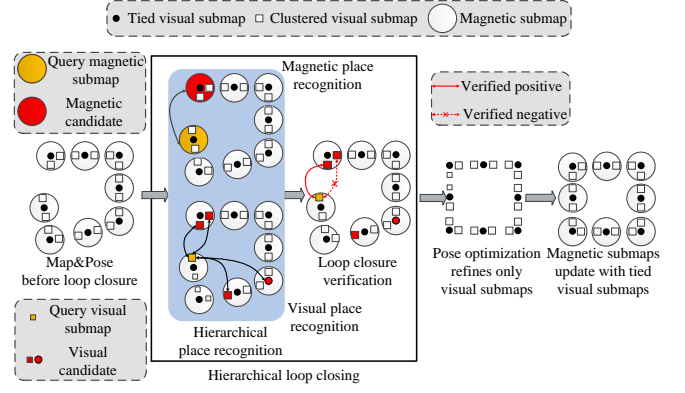 Tied visual submap
Clustered visual submap
Magnetic submap
Query magnetic
submap
Magnetic
candidate
Magnetic place
recognition
Verified positive
Verified negative
Map&Pose
before loop closure
Loop closure
verification
Pose optimization
refines only
visual submaps
Magnetic submaps
update with tied
visual submaps
Query visual
submap
Visual
candidate
Visual place
recognition
Hierarchical
place recognition
Hierarchical loop closing